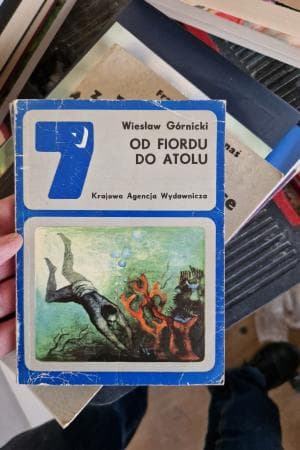 7
Wiesław Górnicki
OD FIORDU
DO ATOLU
Krajowa Agencja Wydawnicza